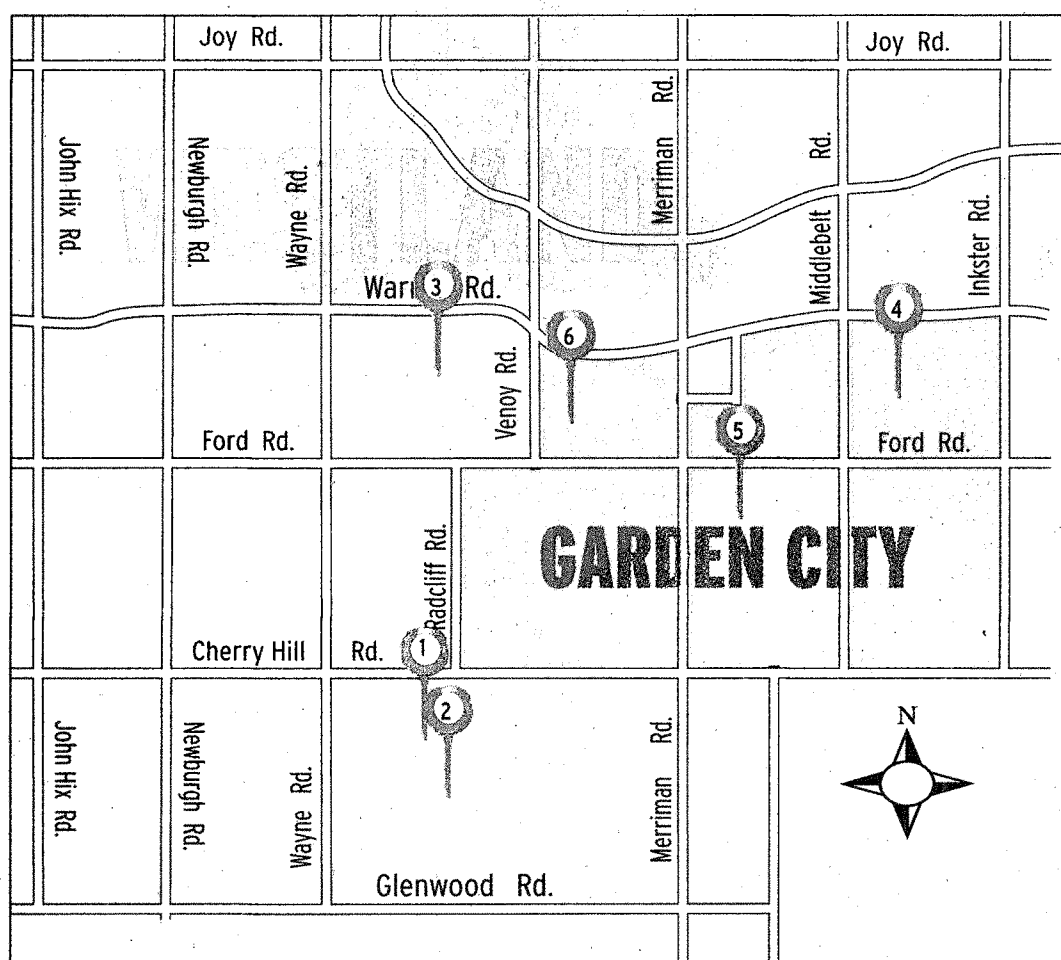 Joy Rd.
Joy Rd.
John Hix Rd.
Newburgh Rd.
Wayne Rd.
Merriman Rd.
Middlebelt Rd.
Inkster Rd.
3
Rd.
4
6
Venoy Rd.
5
Ford Rd.
Ford Rd.
GARDEN CITY
Radcliff Rd.
Cherry Hill Rd.
1
2
N
John Hix Rd.
Newburgh Rd.
Wayne Rd.
Merriman Rd.
Glenwood Rd.